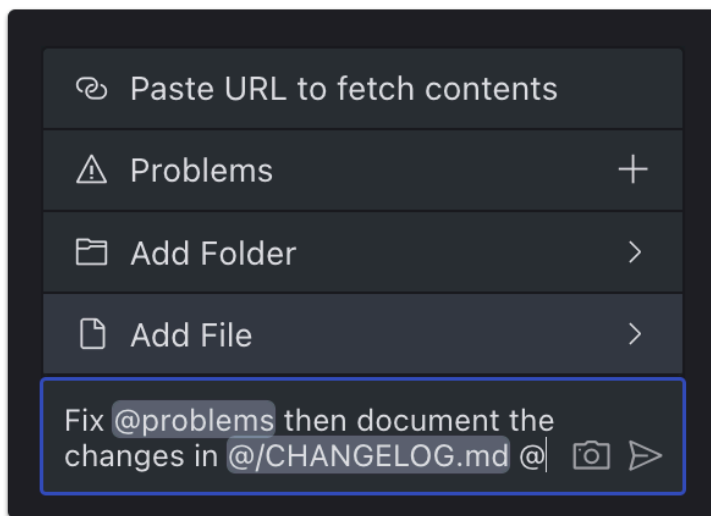 Paste URL to fetch contents
Problems
Add Folder
Add File
Fix @problems then document the
changes in @/CHANGELOG.md @